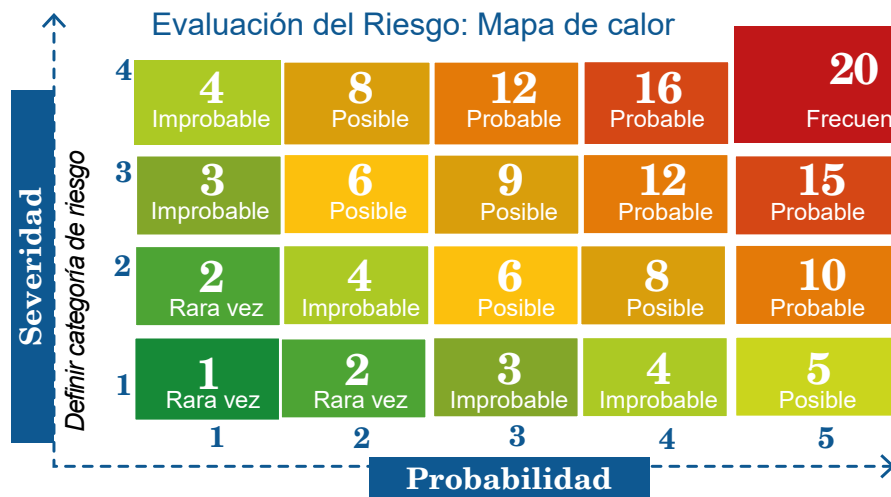 Evaluación del Riesgo: Mapa de calor
Severidad
Definir categoría de riesgo
4
4 8 12 16 20
Improbable Posible Probable Probable Frecuen
3
3 6 9 12 15
Improbable Posible Posible Probable Probable
2
2 4 6 8 10
Rara vez Improbable Posible Posible Probable
1
1 2 3 4 5
Rara vez Rara vez Improbable Improbable Posible
1 2 3 4 5
Probabilidad